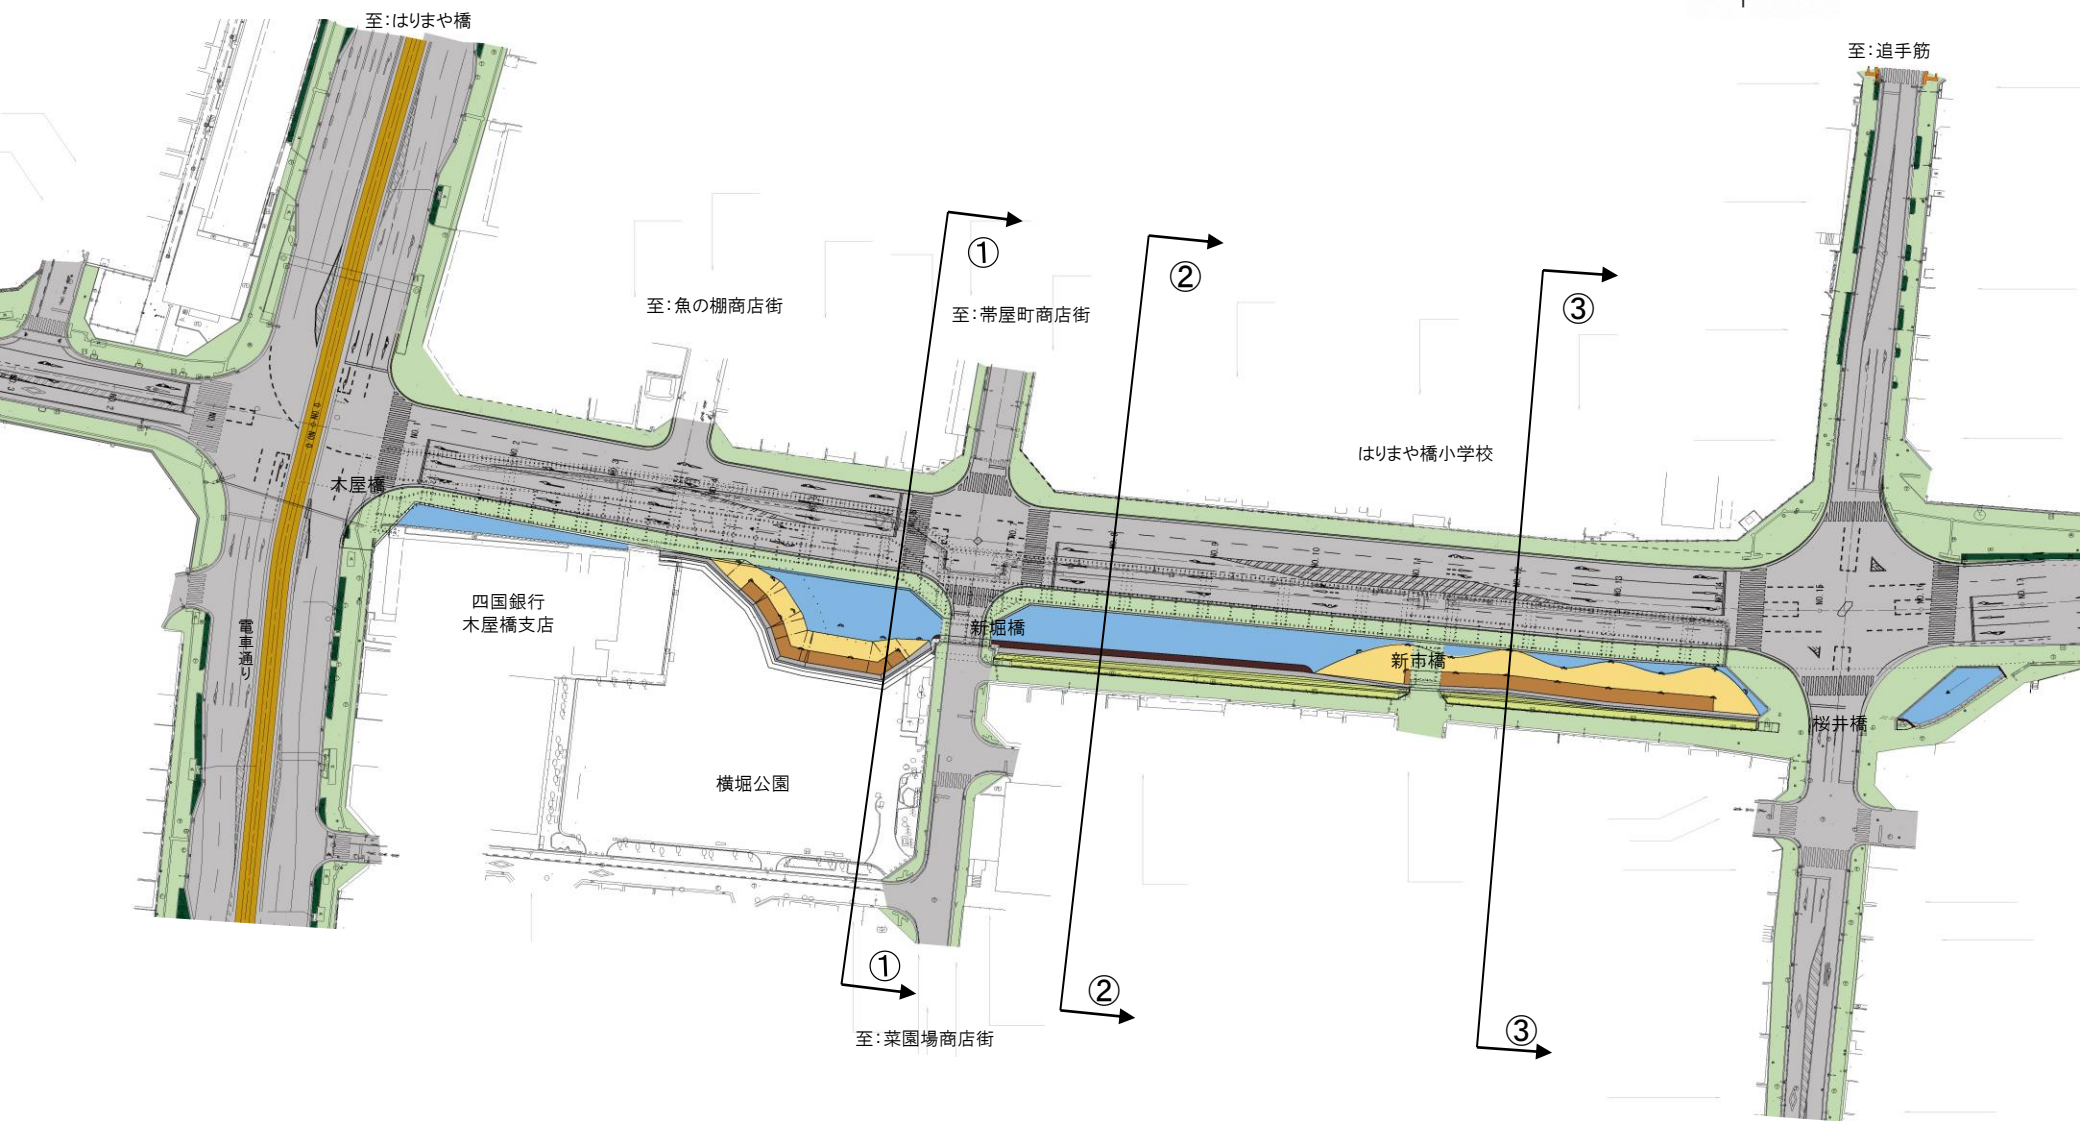 至:はりまや橋
至:追手筋
①
②
至:魚の棚商店街
至:帯屋町商店街
③
はりまや橋小学校
木屋橋
四国銀行
木屋橋支店
電車通り
新堀橋
新市橋
桜井橋
横堀公園
①
②
③
至:菜園場商店街